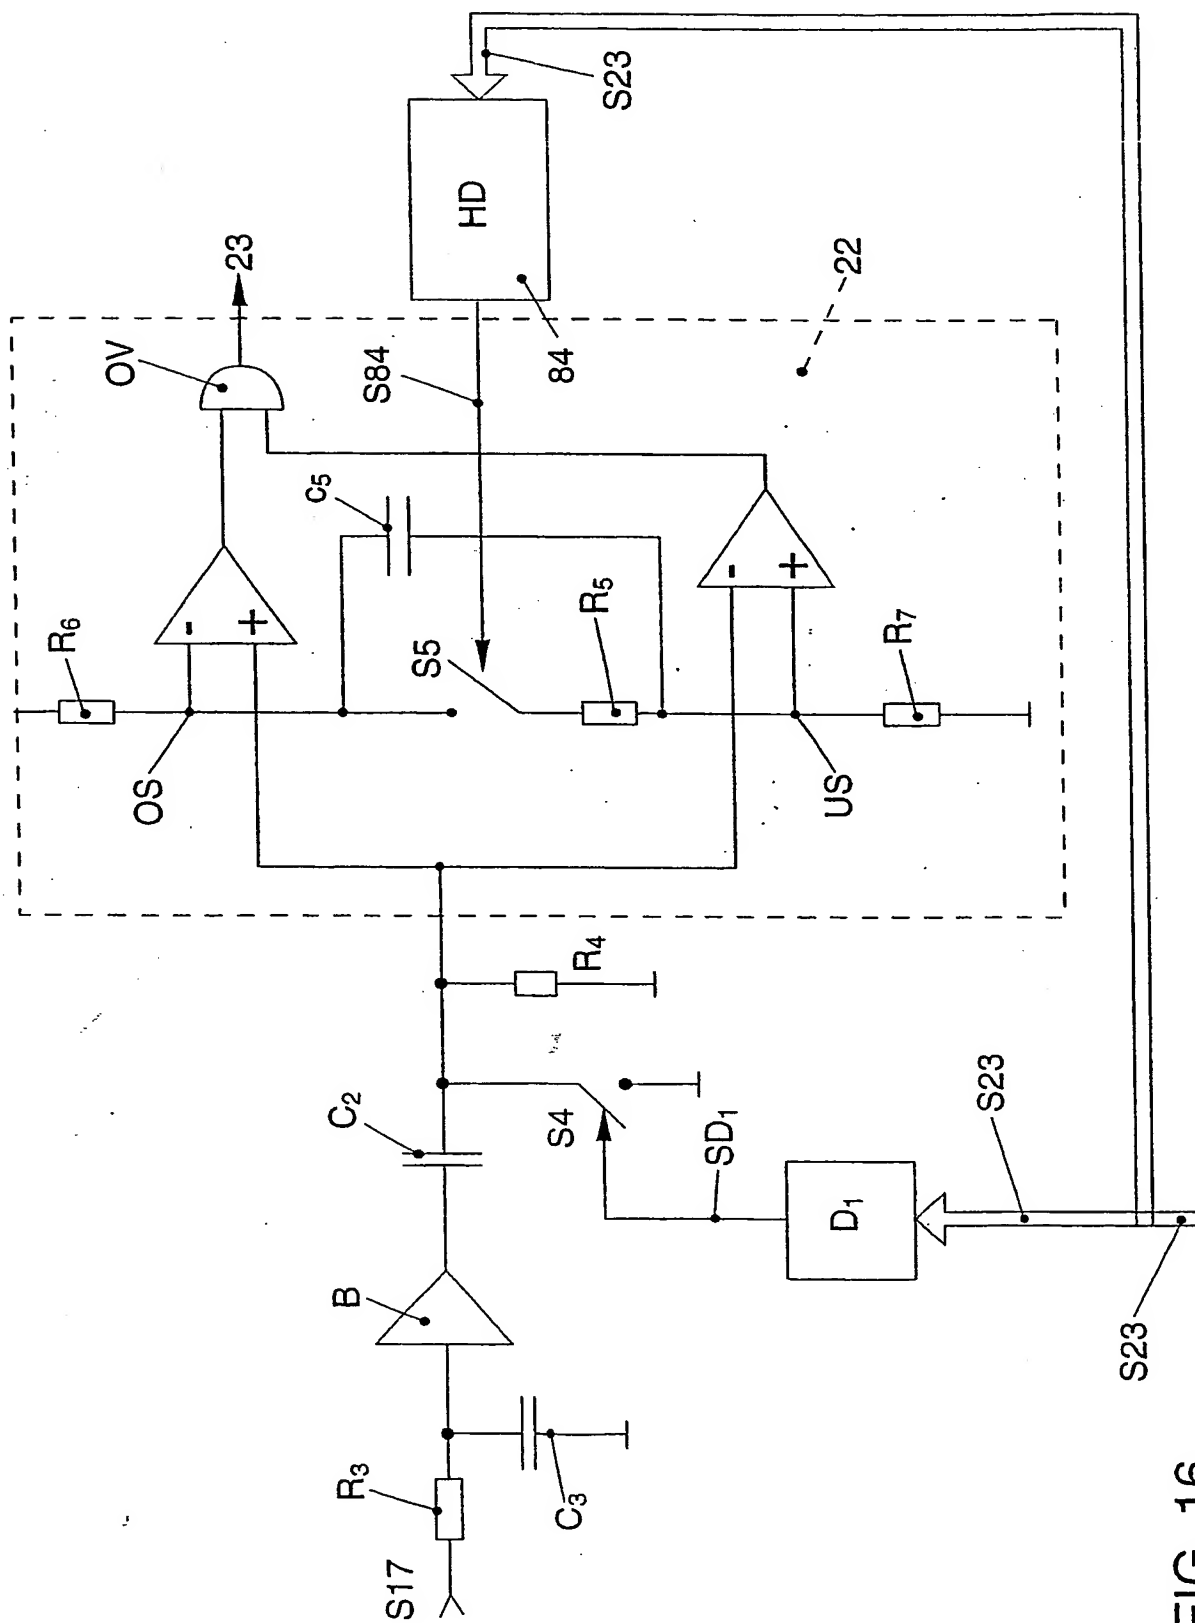 S17
R3
C3
B
C2
S4
SD1
D1
S23
S23
R4
OS
US
R6
R7
R5
S5
C5
-
+
-
+
OV
S84
84
HD
22
23
S23
FIG. 16